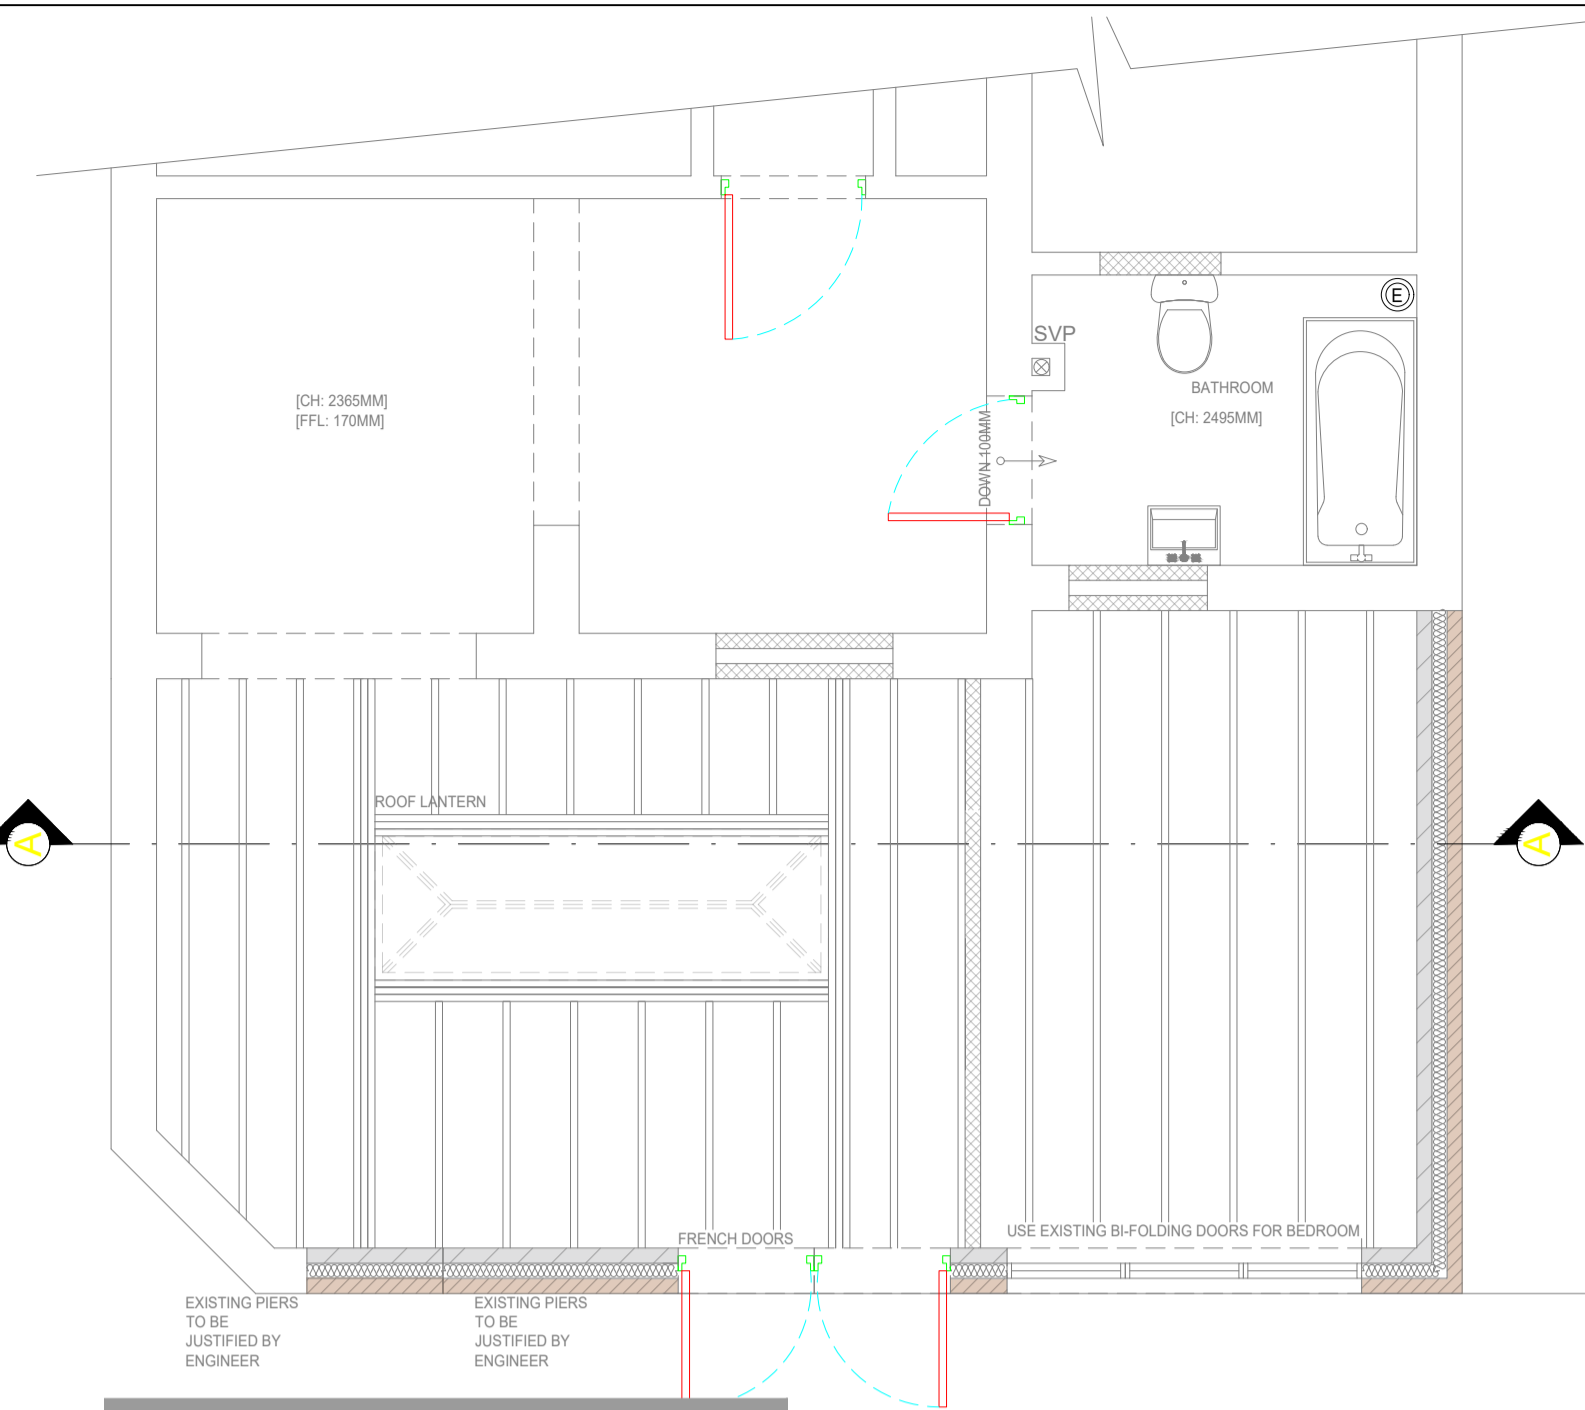 E
SVP
BATHROOM
[CH: 2495MM]
[CH: 2365MM]
[FFL: 170MM]
DOWN 100MM
ROOF LANTERN
A
A
FRENCH DOORS
USE EXISTING BI-FOLDING DOORS FOR BEDROOM
EXISTING PIERS
TO BE
JUSTIFIED BY
ENGINEER
EXISTING PIERS
TO BE
JUSTIFIED BY
ENGINEER